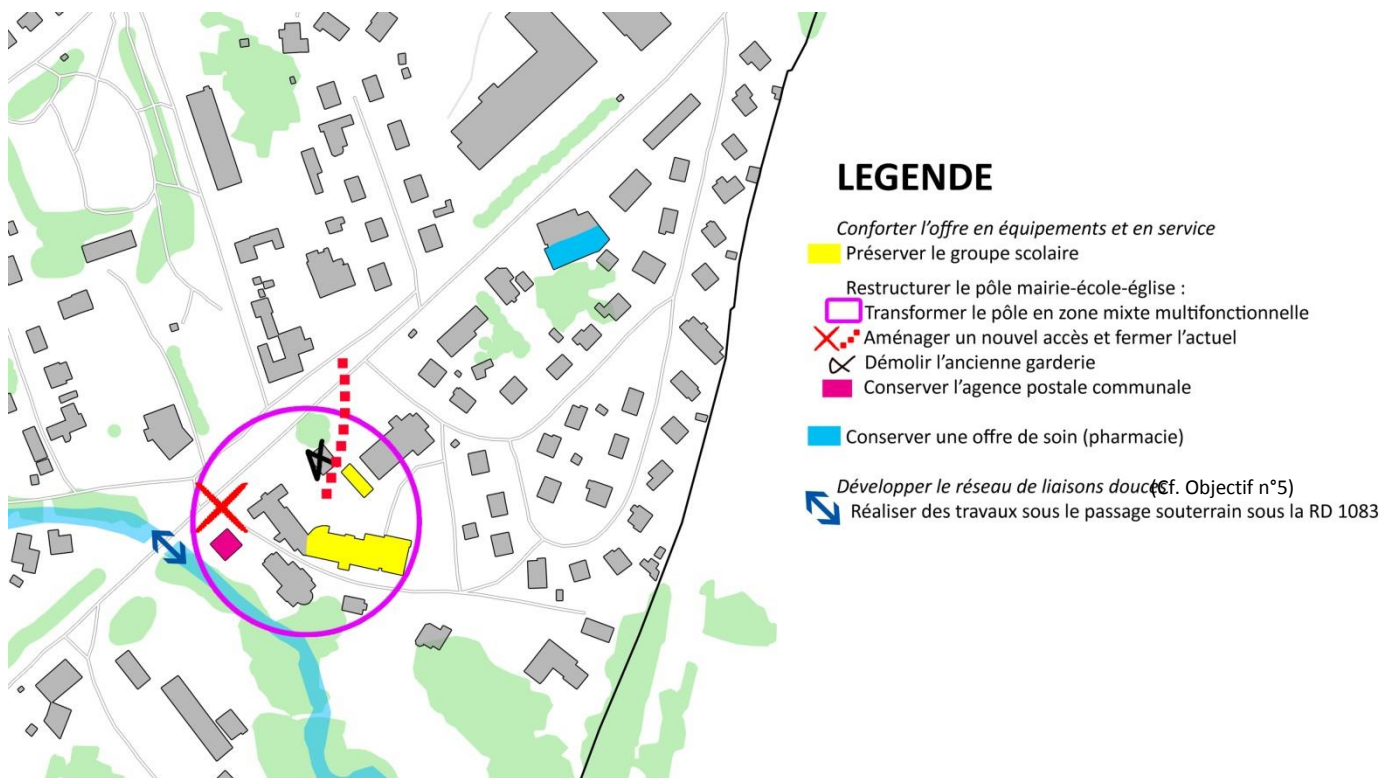 LEGENDE
Conforter l'offre en équipements et en service
Préserver le groupe scolaire
Restructurer le pôle mairie-école-église :
Transformer le pôle en zone mixte multifonctionnelle
Aménager un nouvel accès et fermer l'actuel
Démolir l'ancienne garderie
Conserver l'agence postale communale
Conserver une offre de soin (pharmacie)
Développer le réseau de liaisons douces (Cf. Objectif n°5)
Réaliser des travaux sous le passage souterrain sous la RD 1083